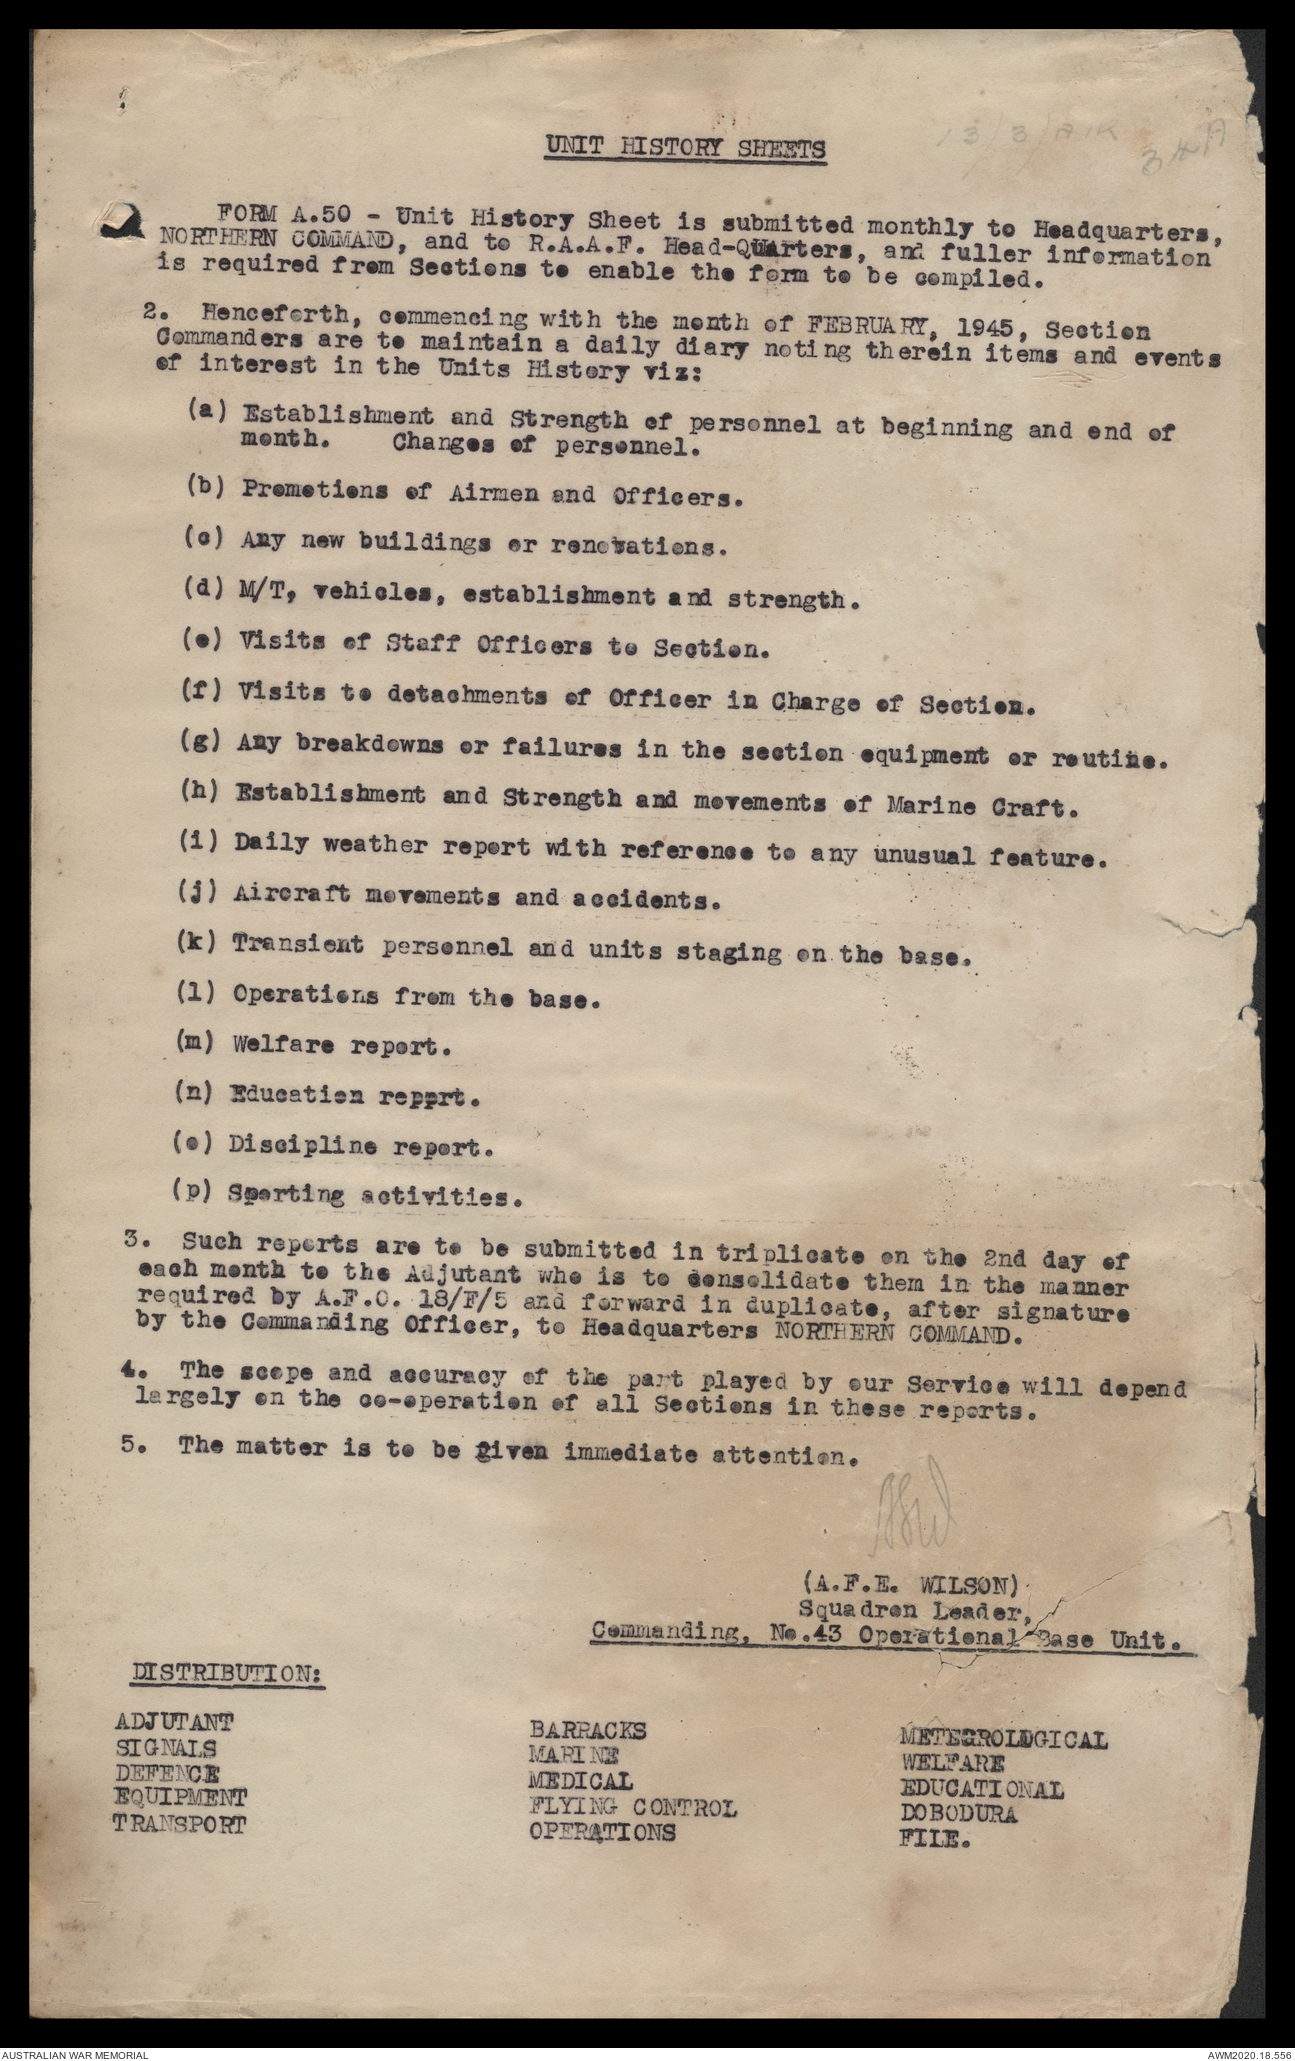 13/3/AIR
34A
UNIT HISTORY SHEETS
FORM A.50 - Unit History Sheet is submitted monthly to Headquarters,
NORTHERN COMMAND, and to R.A.A.F. Head-Quarters, and fuller information
is required from Sections to enable the form to be compiled.
2. Henceforth, commencing with the month of FEBRUARY, 1945, Section
Commanders are to maintain a daily diary noting therein items and events
of interest in the Units History viz:
(a) Establishment and Strength of personnel at beginning and end of
month. Changes of personnel.
(b) Promotions of Airmen and Officers.
(c) Any new buildings or renovations.
(d) M/T, vehicles, establishment and strength.
(e) Visits of Staff Officers to Section.
(f) Visits to detachments of Officer in Charge of Section.
(g) Any breakdowns or failures in the section equipment or routine.
(h) Establishment and Strength and movements of Marine Craft.
(i) Daily weather report with reference to any unusual feature.
(j) Aircraft movements and accidents.
(k) Transient personnel and units staging on the base.
(l) Operations from the base.
(m) Welfare report.
(n) Education report.
(o) Discipline report.
(p) Sporting activities.
3. Such reports are to be submitted in triplicate on the 2nd day of
each month to the Adjutant who is to consolidate them in the manner
required by A.F.O. 18/F/5 and forward in duplicate, after signature
by the Commanding Officer, to Headquarters NORTHERN COMMAND.
4. The scope and accuracy of the part played by our Service will depend
largely on the co-operation of all Sections in these reports.
5. The matter is to be given immediate attention.
(A.F.E. WILSON)
Squadron Leader,
Commanding, No.43 Operational Base Unit.
DISTRIBUTION:
ADJUTANT
SIGNALS
DEFENCE
EQUIPMENT
TRANSPORT
BARRACKS
MARINE
MEDICAL
FLYING CONTROL
OPERATIONS
METEOROLOGICAL
WELFARE
EDUCATIONAL
DOBODURA
FILE.
AUSTRALIAN WAR MEMORIAL
AWM2020.18.556